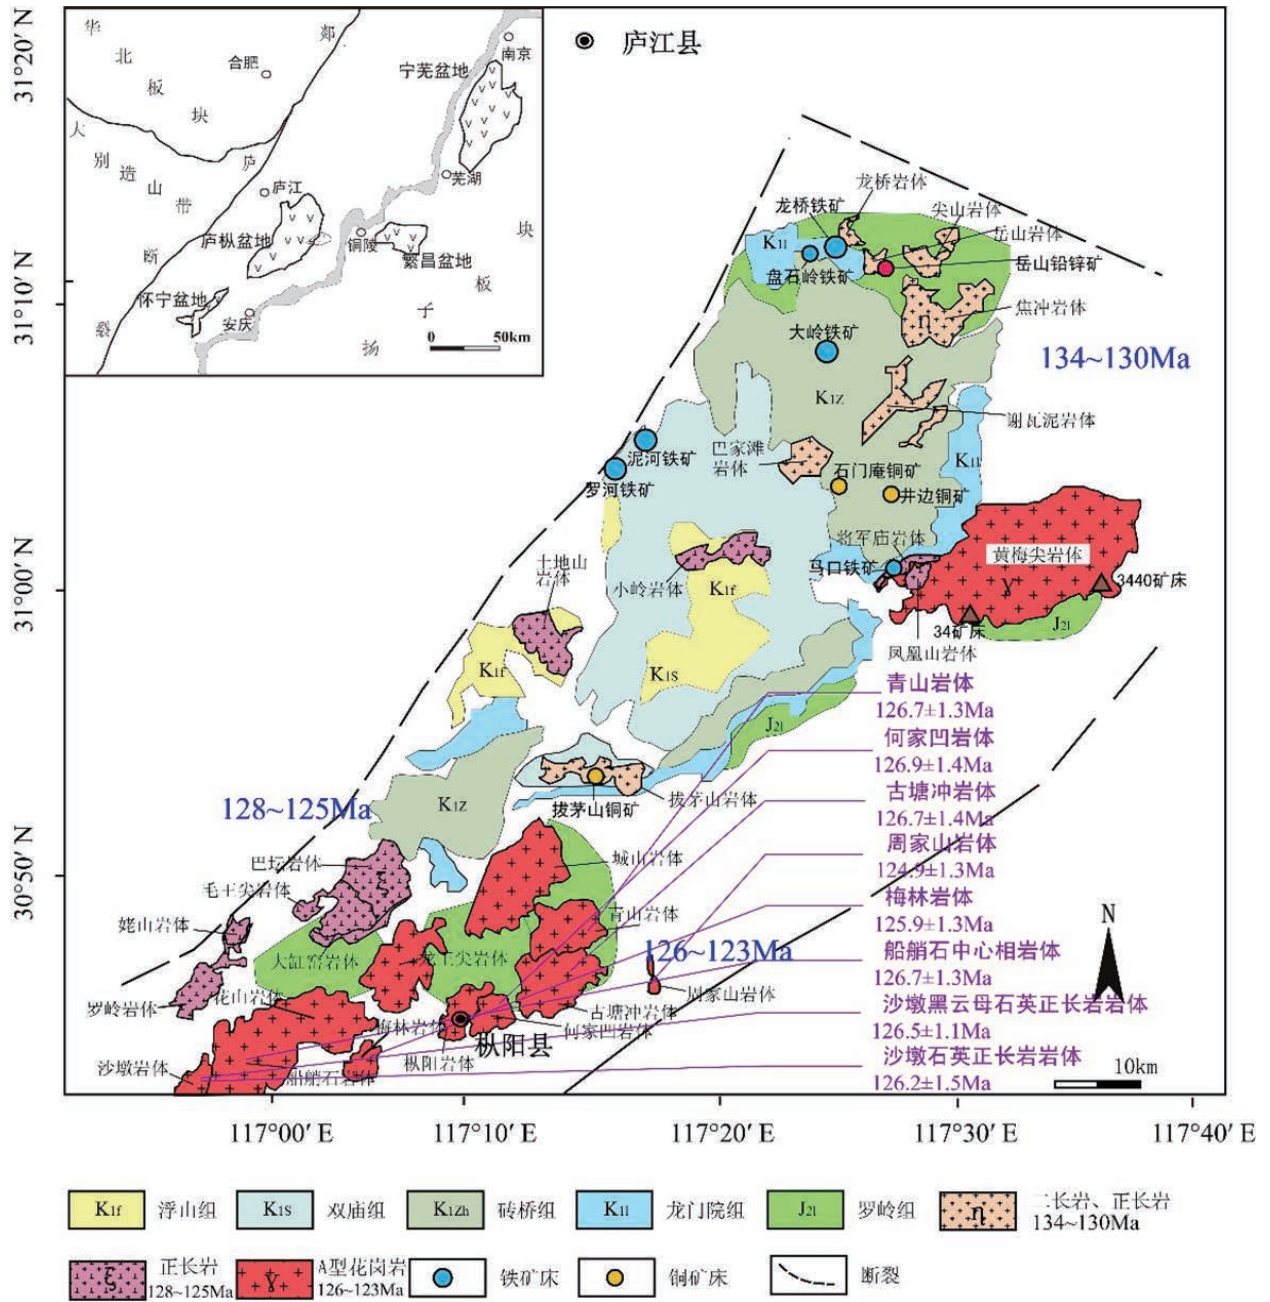 31°20′ N
31°10′ N
31°00′ N
30°50′ N
华
北
板
块
郯
庐
断
裂
大
别
造
山
带
合肥
南京
宁芜盆地
芜湖
庐江
庐枞盆地
铜陵
繁昌盆地
怀宁盆地
安庆
扬
子
板
块
0 50km
庐江县
龙桥岩体
龙桥铁矿
尖山岩体
K1l
岳山岩体
盘石岭铁矿
岳山铅锌矿
η
焦冲岩体
大岭铁矿
134~130Ma
K1Z
谢瓦泥岩体
巴家滩
岩体
泥河铁矿
罗河铁矿
石门庵铜矿
井边铜矿
K1l
将军庙岩体
黄梅尖岩体
马口铁矿
γ
3440矿床
土地山
岩体
小岭岩体
K1f
34矿床
J2l
凤凰山岩体
K1f
K1S
青山岩体
126.7±1.3Ma
J2l
何家凹岩体
126.9±1.4Ma
古塘冲岩体
126.7±1.4Ma
128~125Ma
K1Z
拔茅山铜矿
拔茅山岩体
周家山岩体
124.9±1.3Ma
巴坛岩体
ξ
城山岩体
毛王尖岩体
梅林岩体
125.9±1.3Ma
姥山岩体
青山岩体
大缸窑岩体
龙王尖岩体
126~123Ma
船艄石中心相岩体
126.7±1.3Ma
罗岭岩体
花山岩体
周家山岩体
沙墩黑云母石英正长岩岩体
126.5±1.1Ma
梅林岩体
古塘冲岩体
何家凹岩体
枞阳县
枞阳岩体
沙墩岩体
船艄石岩体
沙墩石英正长岩岩体
126.2±1.5Ma
N
10km
117°00′ E
117°10′ E
117°20′ E
117°30′ E
117°40′ E
K1f 浮山组
K1S 双庙组
K1Zh 砖桥组
K1l 龙门院组
J2l 罗岭组
η 二长岩、正长岩
134~130Ma
ξ 正长岩
128~125Ma
γ A型花岗岩
126~123Ma
铁矿床
铜矿床
断裂